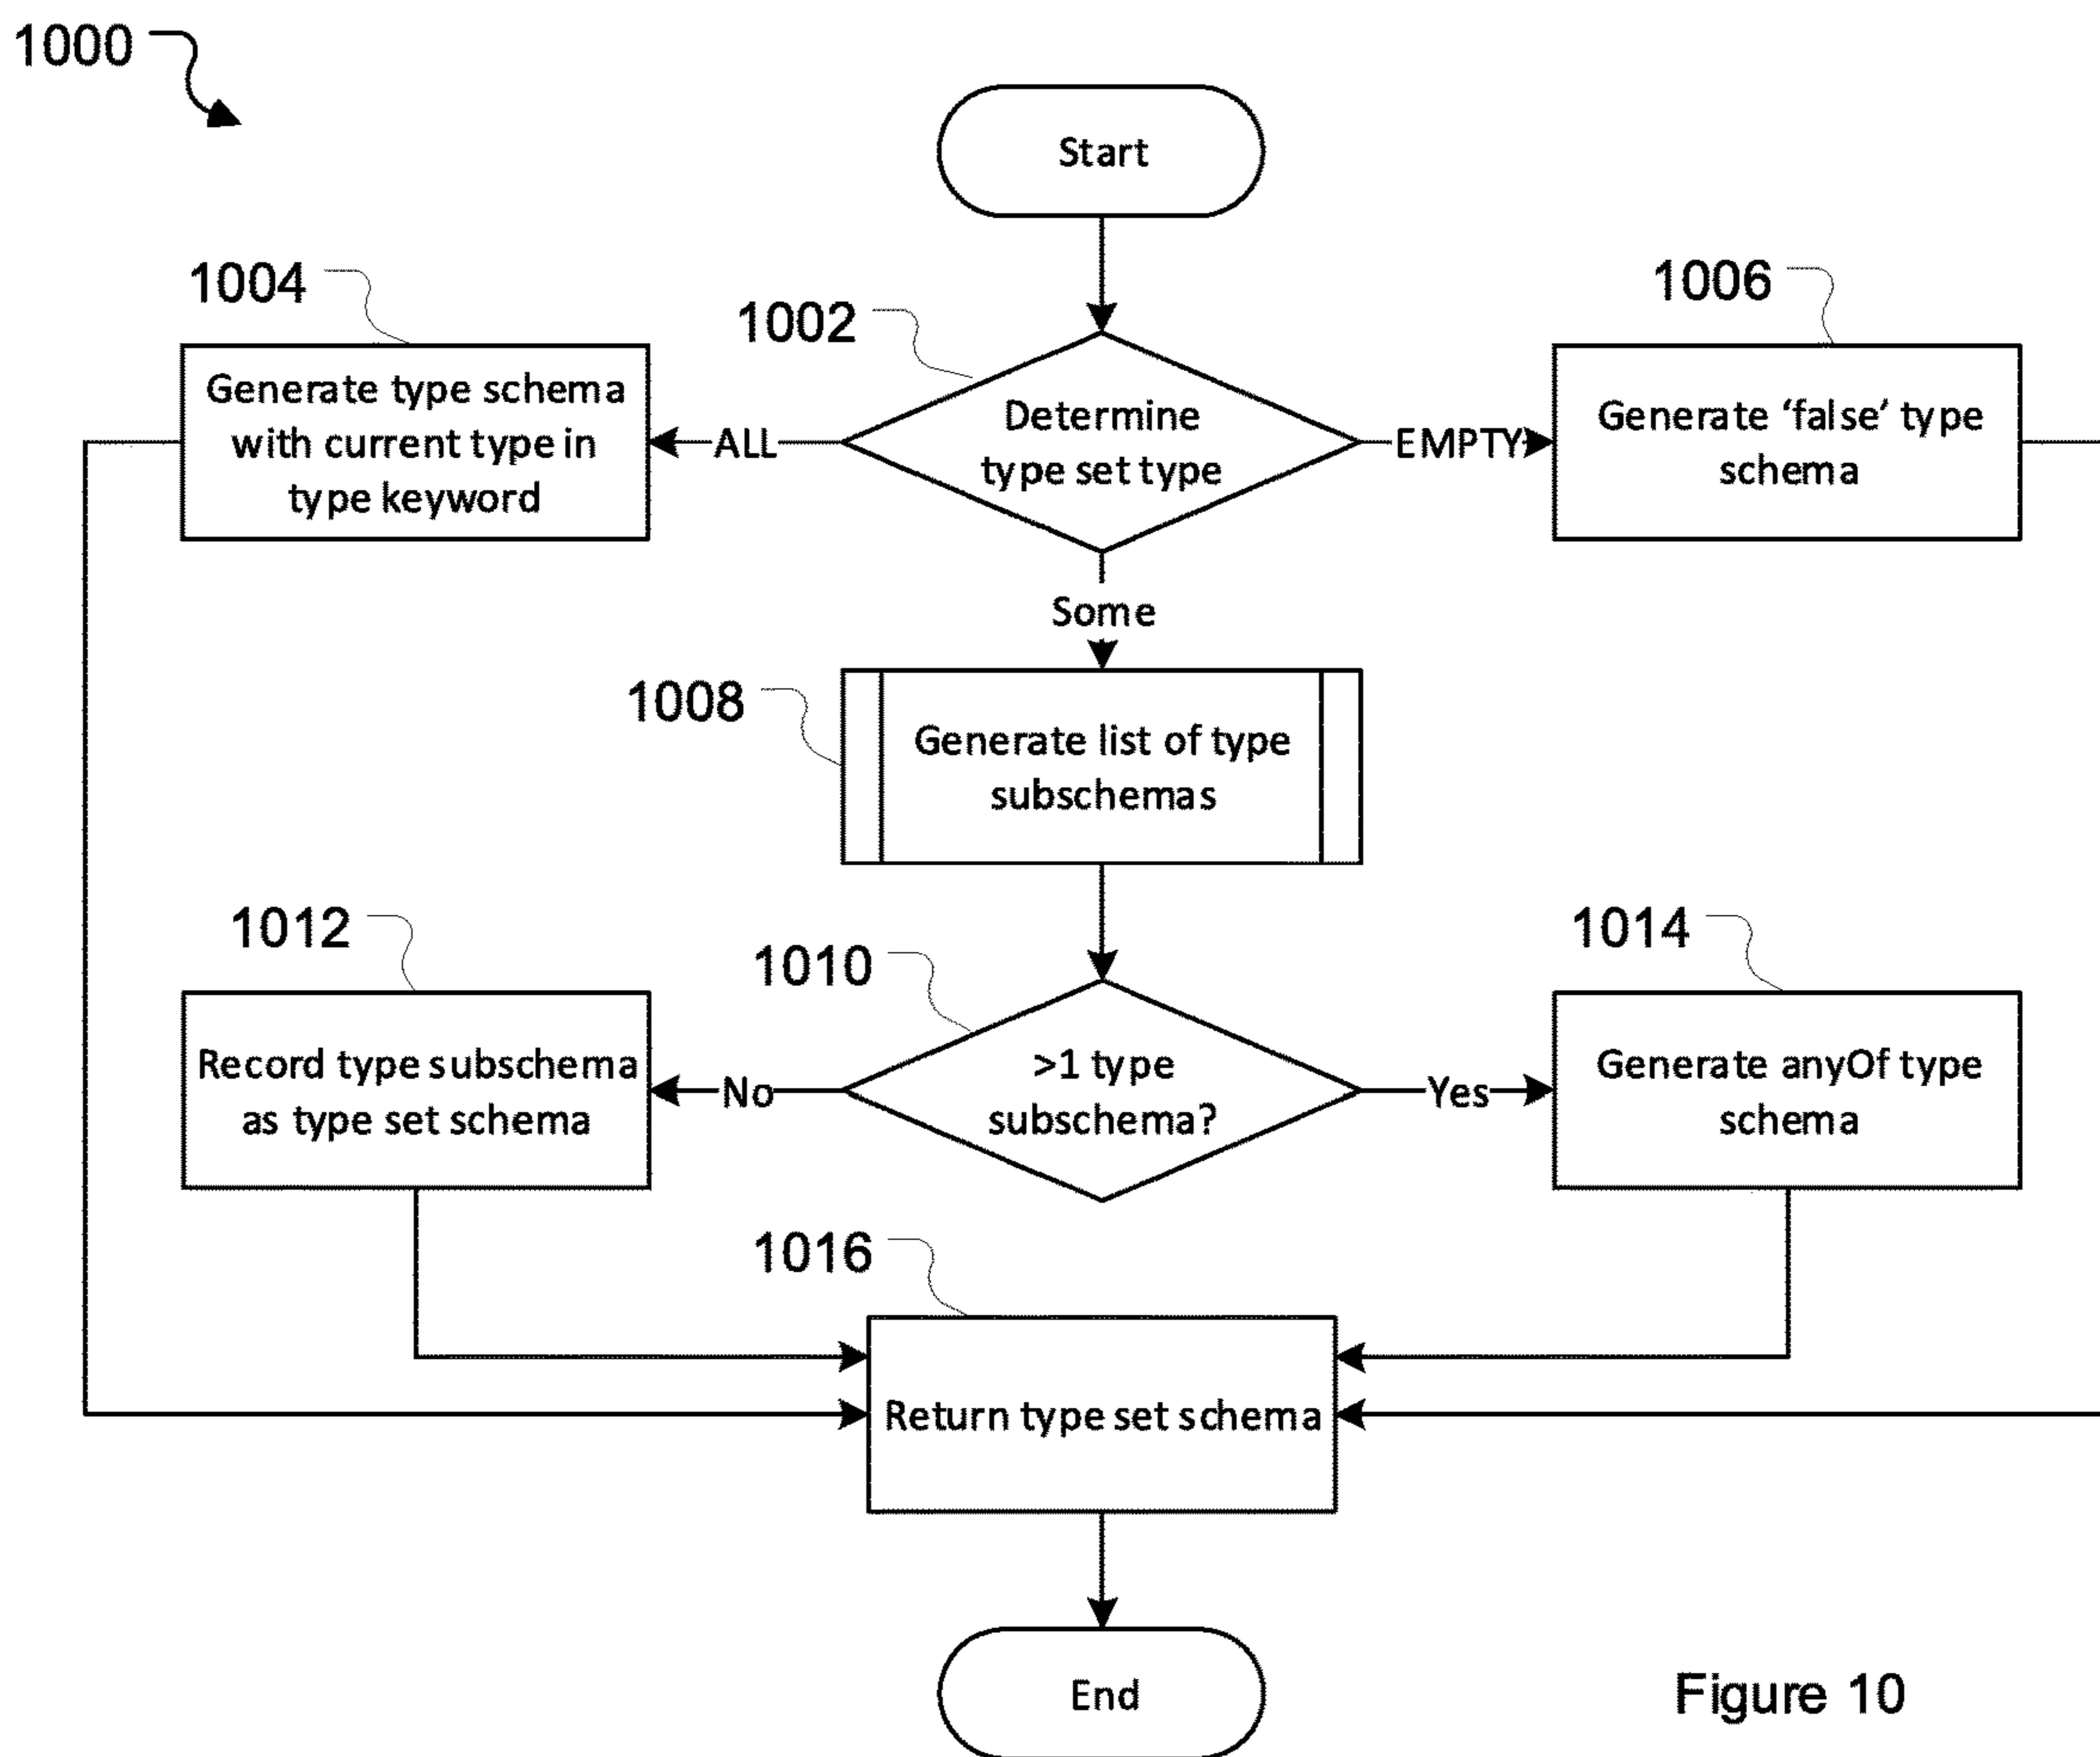 1000
Start
1004
1002
1006
Generate type schema
with current type in
type keyword
ALL
Determine
type set type
EMPTY
Generate ‘false’ type
schema
Some
1008
Generate list of type
subschemas
1012
1010
1014
Record type subschema
as type set schema
No
>1 type
subschema?
Yes
Generate anyOf type
schema
1016
Return type set schema
End
Figure 10